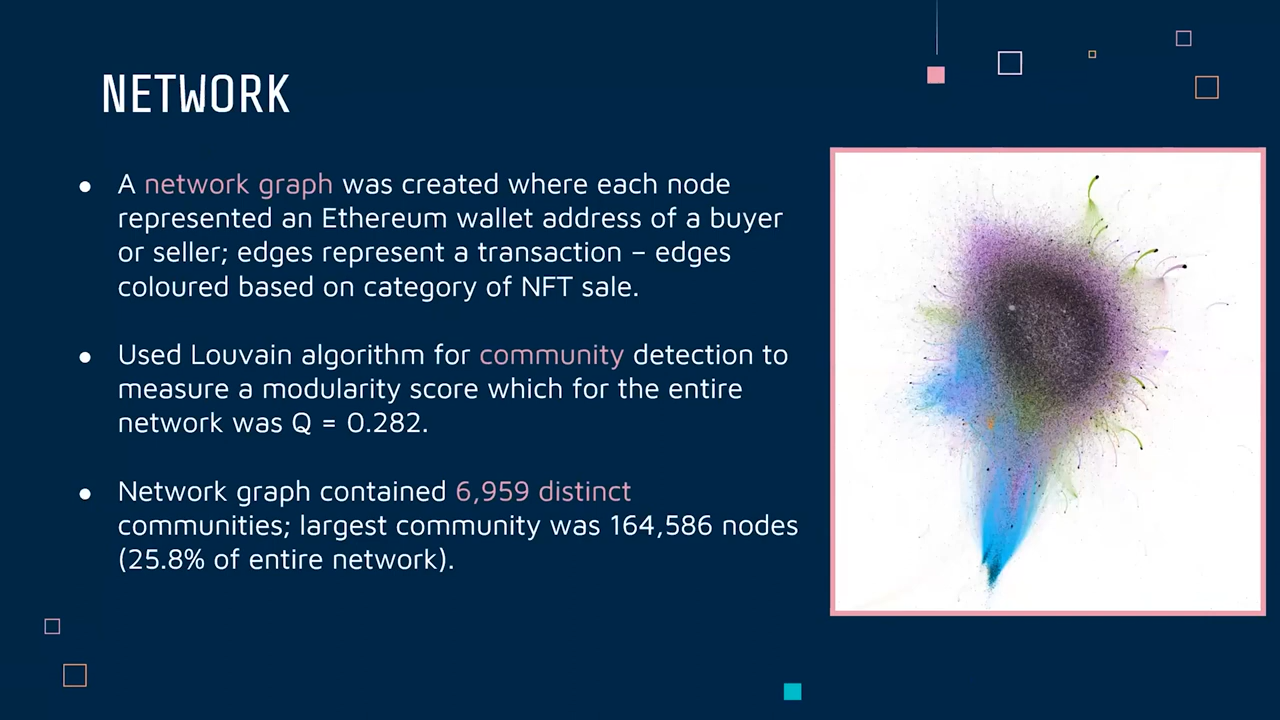 NETWORK
● A network graph was created where each node
represented an Ethereum wallet address of a buyer
or seller; edges represent a transaction – edges
coloured based on category of NFT sale.
● Used Louvain algorithm for community detection to
measure a modularity score which for the entire
network was Q = 0.282.
● Network graph contained 6,959 distinct
communities; largest community was 164,586 nodes
(25.8% of entire network).